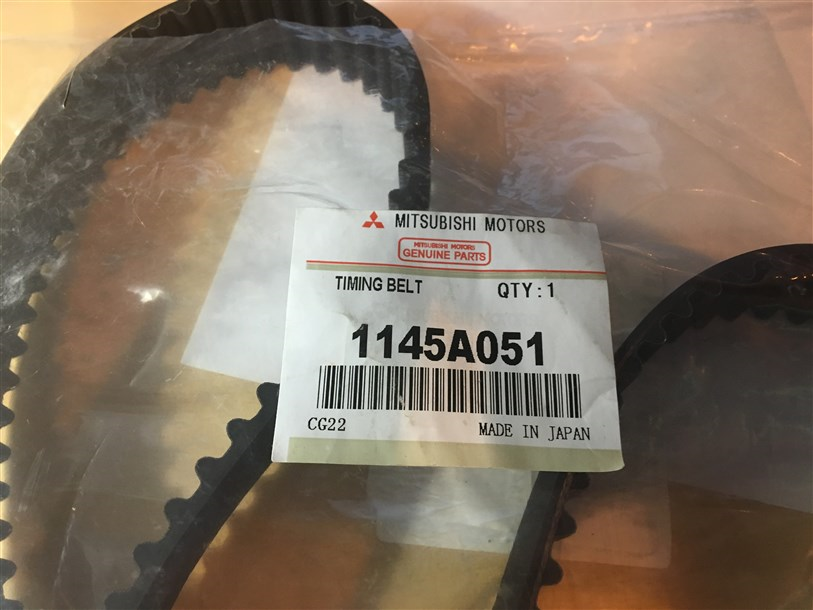 MITSUBISHI MOTORS
MITSUBISHI MOTORS
GENUINE PARTS
TIMING BELT QTY : 1
1145A051
CG22 MADE IN JAPAN